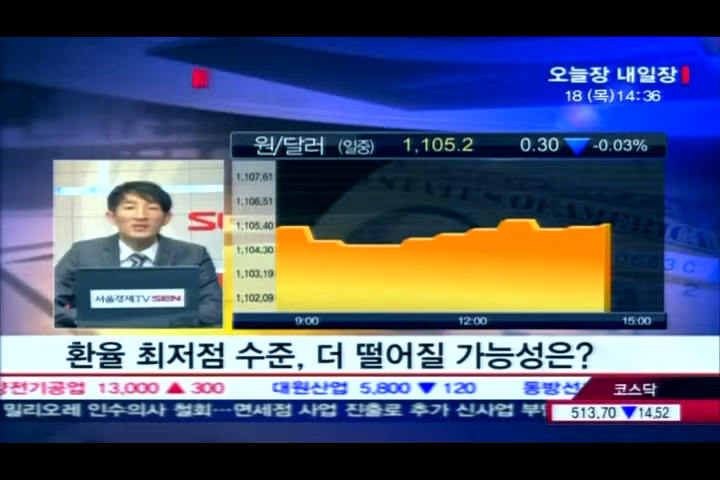 오늘장 내일장
18 (목) 14:36
원/달러 (일중) 1,105.2 0.30 ▼ -0.03%
1,107.61
1,106.51
1,105.40
1,104.30
1,103.19
1,102.09
9:00 12:00 15:00
서울경제TV SEN
환율 최저점 수준, 더 떨어질 가능성은?
전기공업 13,000 ▲ 300 대원산업 5,800 ▼ 120 동방선
코스닥
513.70 ▼ 14.52
밀리오레 인수의사 철회…면세점 사업 진출로 추가 신사업